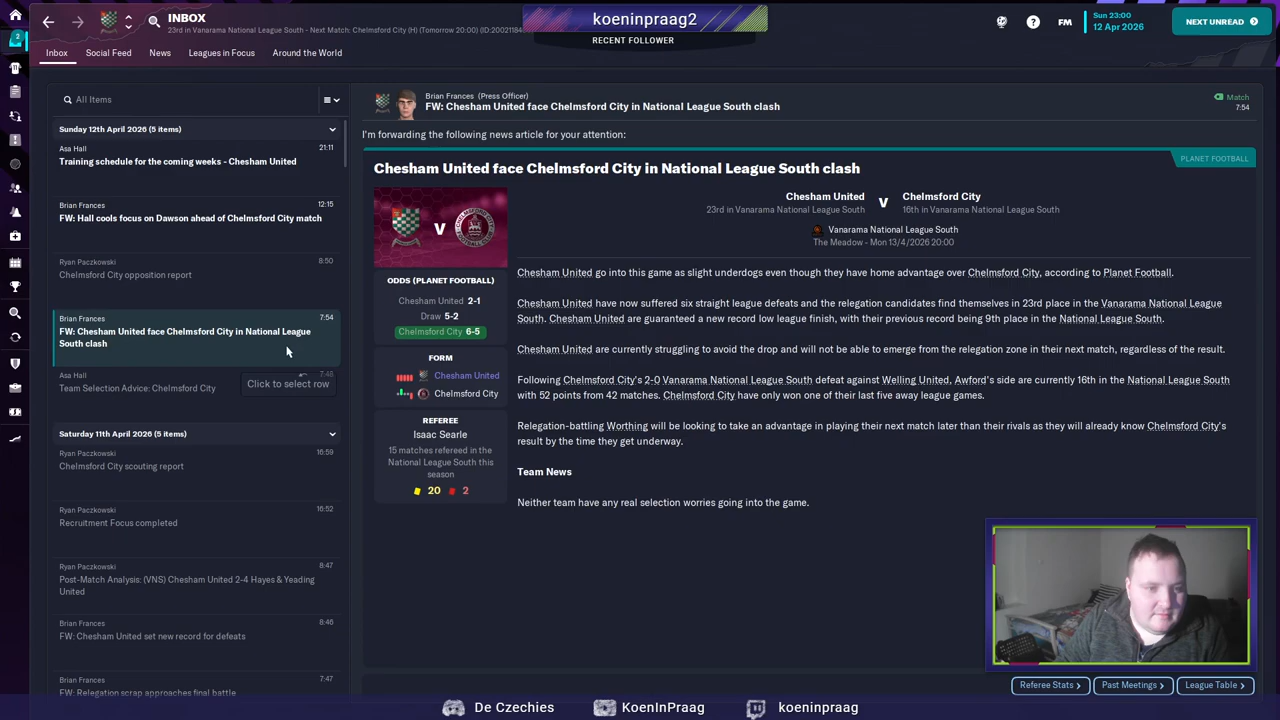 INBOX
23rd in Vanarama National League South - Next Match: Chelmsford City (H) (Tomorrow 20:00)
koeninpraag2
RECENT FOLLOWER
FM
Sun 23:00
12 Apr 2026
NEXT UNREAD
2
Inbox
Social Feed
News
Leagues in Focus
Around the World
All Items
Sunday 12th April 2026 (5 items)
Asa Hall
21:11
Training schedule for the coming weeks - Chesham United
Brian Frances
12:15
FW: Hall cools focus on Dawson ahead of Chelmsford City match
Ryan Paczkowski
8:50
Chelmsford City opposition report
Brian Frances
7:54
FW: Chesham United face Chelmsford City in National League
South clash
Asa Hall
7:48
Team Selection Advice: Chelmsford City
Click to select row
Saturday 11th April 2026 (5 items)
Ryan Paczkowski
16:59
Chelmsford City scouting report
Ryan Paczkowski
16:52
Recruitment Focus completed
Ryan Paczkowski
8:47
Post-Match Analysis: (VNS) Chesham United 2-4 Hayes & Yeading
United
Brian Frances
8:46
FW: Chesham United set new record for defeats
Brian Frances
7:47
FW: Relegation scrap approaches final battle
Brian Frances (Press Officer)
FW: Chesham United face Chelmsford City in National League South clash
Match
7:54
I'm forwarding the following news article for your attention:
PLANET FOOTBALL
Chesham United face Chelmsford City in National League South clash
V
Chesham United
23rd in Vanarama National League South
V
Chelmsford City
16th in Vanarama National League South
Vanarama National League South
The Meadow - Mon 13/4/2026 20:00
ODDS (PLANET FOOTBALL)
Chesham United 2-1
Draw 5-2
Chelmsford City 6-5
FORM
Chesham United
Chelmsford City
REFEREE
Isaac Searle
15 matches refereed in the
National League South this
season
20
2
Chesham United go into this game as slight underdogs even though they have home advantage over Chelmsford City, according to Planet Football.
Chesham United have now suffered six straight league defeats and the relegation candidates find themselves in 23rd place in the Vanarama National League
South. Chesham United are guaranteed a new record low league finish, with their previous record being 9th place in the National League South.
Chesham United are currently struggling to avoid the drop and will not be able to emerge from the relegation zone in their next match, regardless of the result.
Following Chelmsford City's 2-0 Vanarama National League South defeat against Welling United, Awford's side are currently 16th in the National League South
with 52 points from 42 matches. Chelmsford City have only won one of their last five away league games.
Relegation-battling Worthing will be looking to take an advantage in playing their next match later than their rivals as they will already know Chelmsford City's
result by the time they get underway.
Team News
Neither team have any real selection worries going into the game.
Referee Stats
Past Meetings
League Table
De Czechies
KoenInPraag
koeninpraag